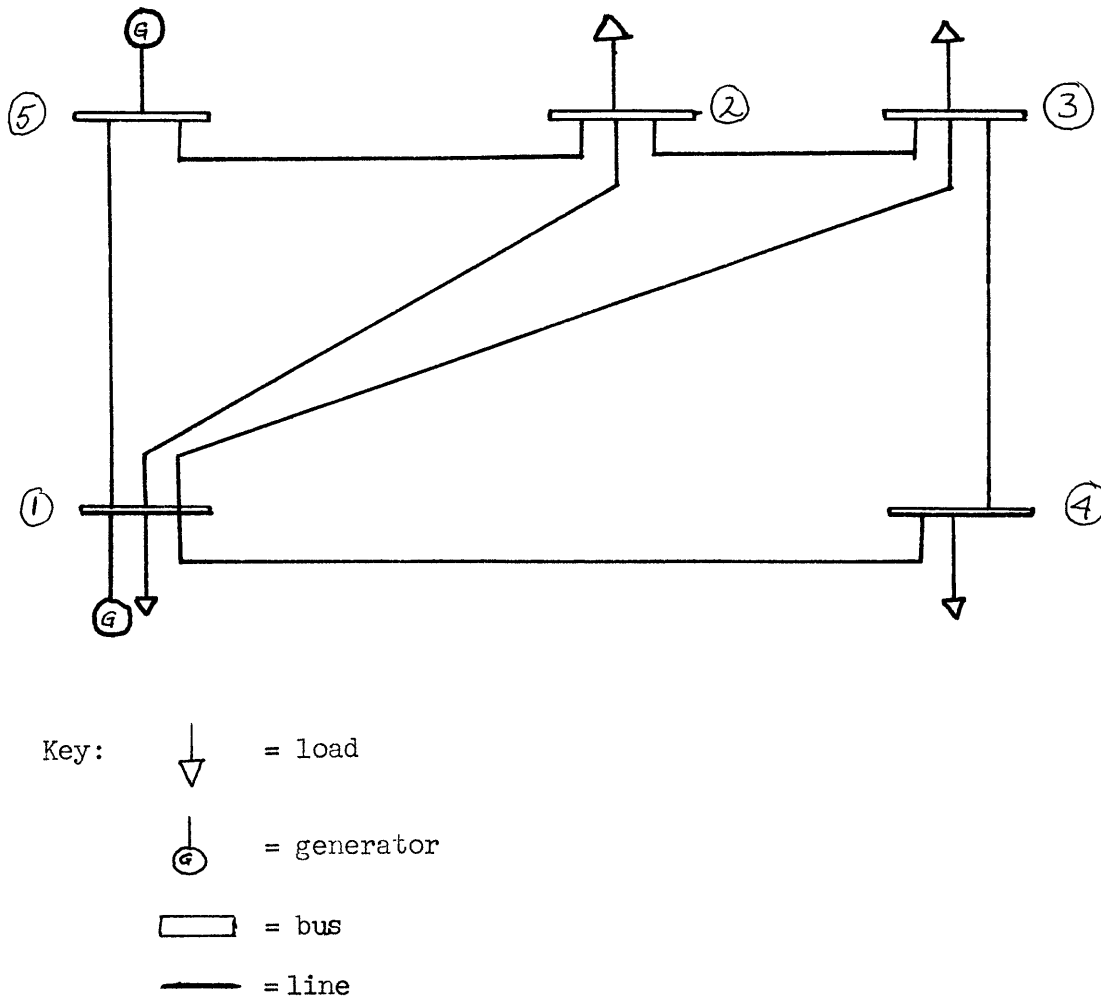 G
5
2
3
1
4
G
Key:
= load
G = generator
= bus
= line